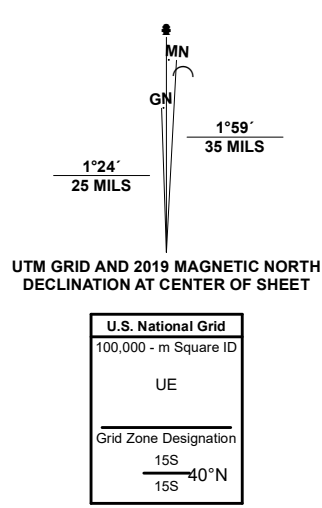 MN
GN
1°59´
35 MILS
1°24´
25 MILS
UTM GRID AND 2019 MAGNETIC NORTH
DECLINATION AT CENTER OF SHEET
U.S. National Grid
100,000 - m Square ID
UE
Grid Zone Designation
15S
40°N
15S